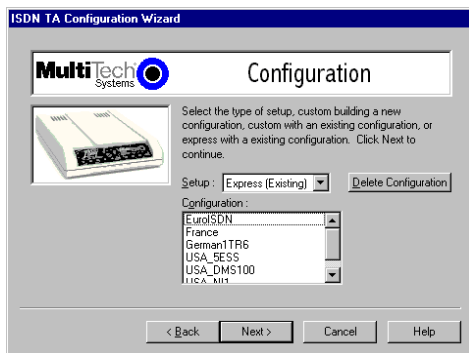 ISDN TA Configuration Wizard
MultiTech
Systems
Configuration
Select the type of setup, custom building a new
configuration, custom with an existing configuration, or
express with a existing configuration. Click Next to
continue.
Setup : Express (Existing) Delete Configuration
Configuration :
EuroISDN
France
German1TR6
USA_5ESS
USA_DMS100
USA_NI1
< Back Next > Cancel Help